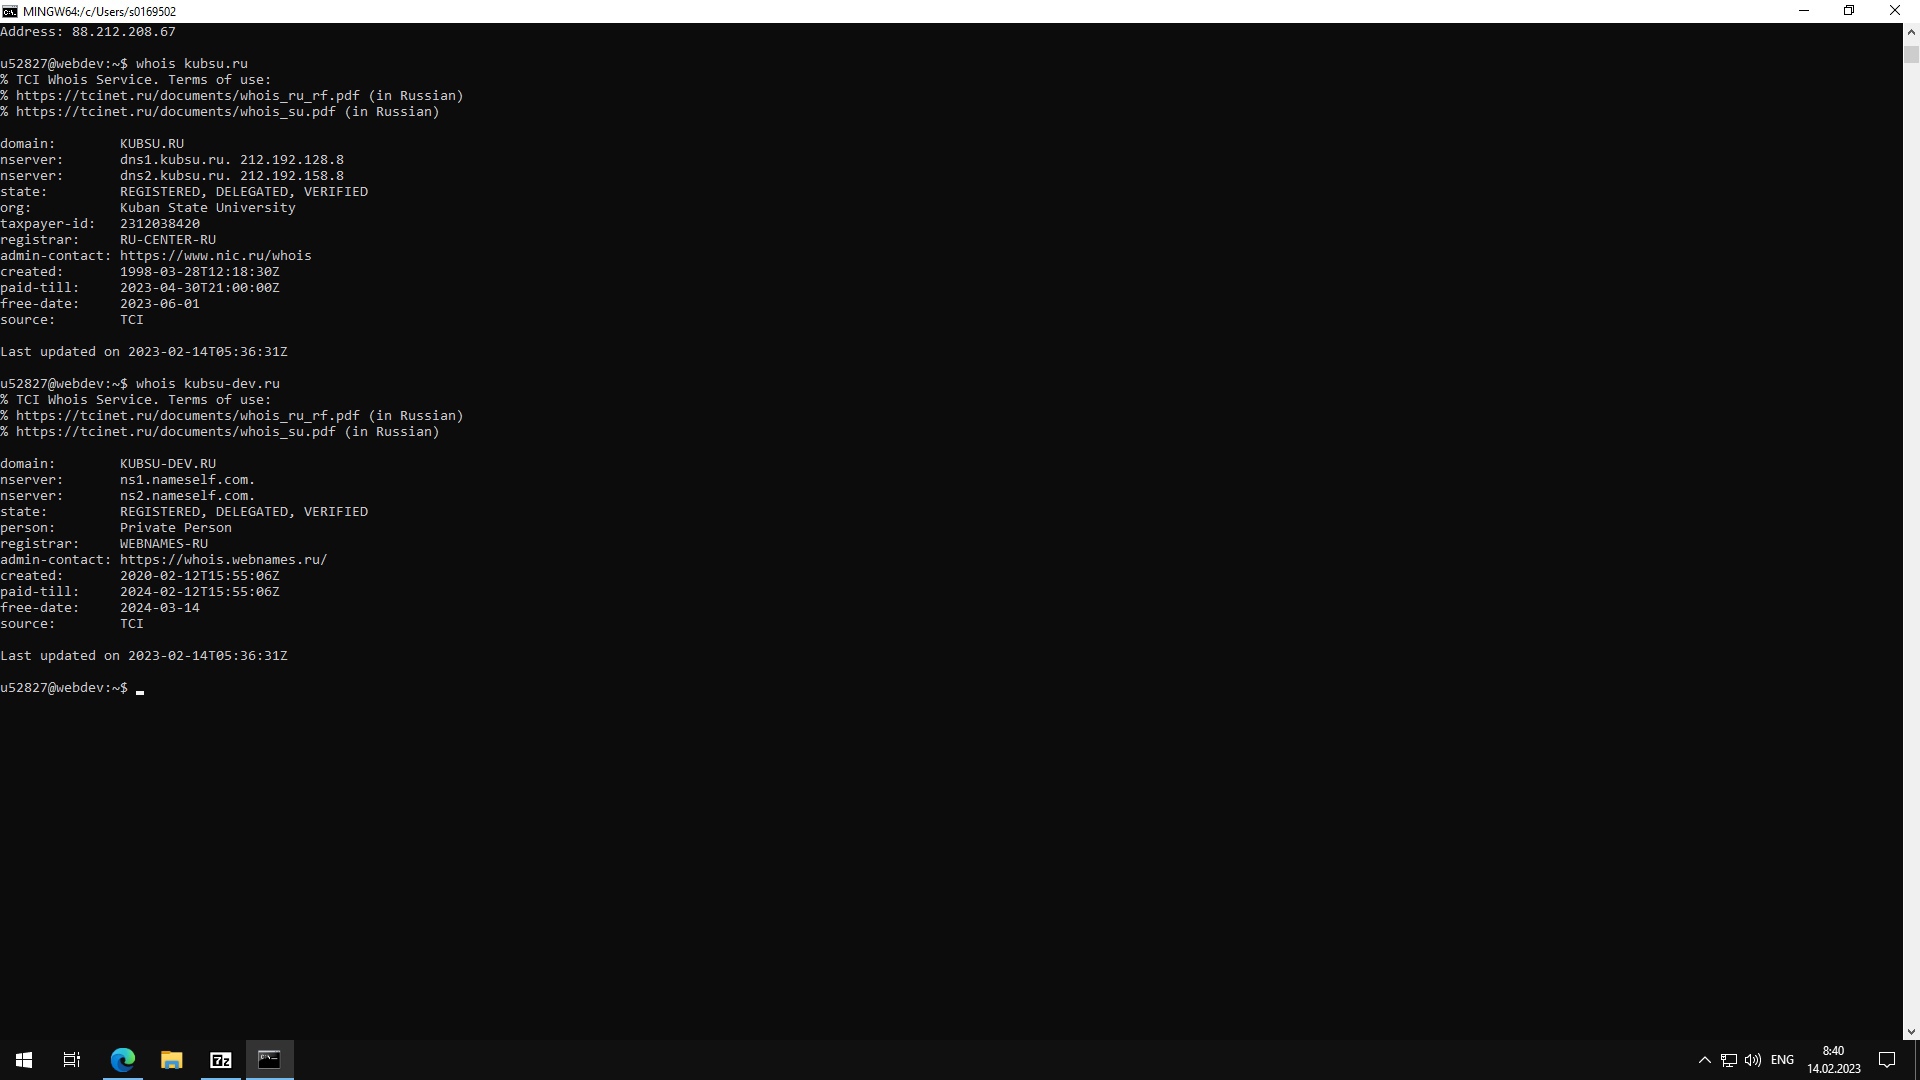 MINGW64:/c/Users/s0169502
Address: 88.212.208.67
u52827@webdev:~$ whois kubsu.ru
% TCI Whois Service. Terms of use:
% https://tcinet.ru/documents/whois_ru_rf.pdf (in Russian)
% https://tcinet.ru/documents/whois_su.pdf (in Russian)
domain:        KUBSU.RU
nserver:       dns1.kubsu.ru. 212.192.128.8
nserver:       dns2.kubsu.ru. 212.192.158.8
state:         REGISTERED, DELEGATED, VERIFIED
org:           Kuban State University
taxpayer-id:   2312038420
registrar:     RU-CENTER-RU
admin-contact: https://www.nic.ru/whois
created:       1998-03-28T12:18:30Z
paid-till:     2023-04-30T21:00:00Z
free-date:     2023-06-01
source:        TCI
Last updated on 2023-02-14T05:36:31Z
u52827@webdev:~$ whois kubsu-dev.ru
% TCI Whois Service. Terms of use:
% https://tcinet.ru/documents/whois_ru_rf.pdf (in Russian)
% https://tcinet.ru/documents/whois_su.pdf (in Russian)
domain:        KUBSU-DEV.RU
nserver:       ns1.nameself.com.
nserver:       ns2.nameself.com.
state:         REGISTERED, DELEGATED, VERIFIED
person:        Private Person
registrar:     WEBNAMES-RU
admin-contact: https://whois.webnames.ru/
created:       2020-02-12T15:55:06Z
paid-till:     2024-02-12T15:55:06Z
free-date:     2024-03-14
source:        TCI
Last updated on 2023-02-14T05:36:31Z
u52827@webdev:~$
7z
ENG
8:40
14.02.2023